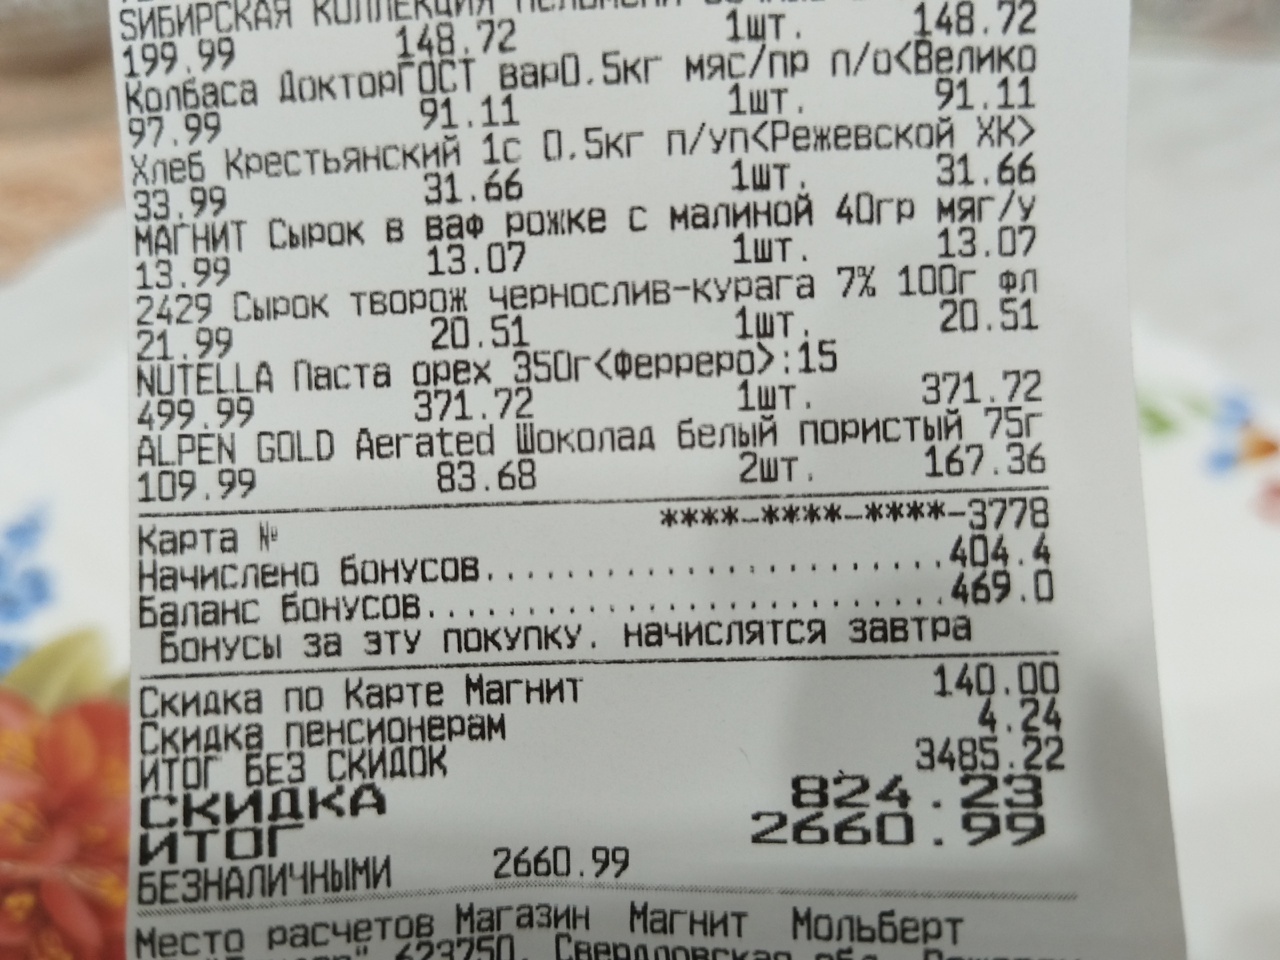 SИБИРСКАЯ КОЛЛЕКЦИЯ
199.99 148.72 1шт. 148.72
Колбаса ДокторГОСТ вар0.5кг мяс/пр п/о<Велико
97.99 91.11 1шт. 91.11
Хлеб Крестьянский 1с 0.5кг п/уп<Режевской ХК>
33.99 31.66 1шт. 31.66
МАГНИТ Сырок в ваф рожке с малиной 40гр мяг/у
13.99 13.07 1шт. 13.07
2429 Сырок творож чернослив-курага 7% 100г фл
21.99 20.51 1шт. 20.51
NUTELLA Паста орех 350г<Ферреро>:15
499.99 371.72 1шт. 371.72
ALPEN GOLD Aerated Шоколад белый пористый 75г
109.99 83.68 2шт. 167.36
Карта № ****-****-****-3778
Начислено бонусов..........................404.4
Баланс бонусов.............................469.0
Бонусы за эту покупку. начислятся завтра
Скидка по Карте Магнит 140.00
Скидка пенсионерам 4.24
ИТОГ БЕЗ СКИДОК 3485.22
СКИДКА 824.23
ИТОГ 2660.99
БЕЗНАЛИЧНЫМИ 2660.99
Место расчетов Магазин Магнит Мольберт
623750, Свердловская обл,